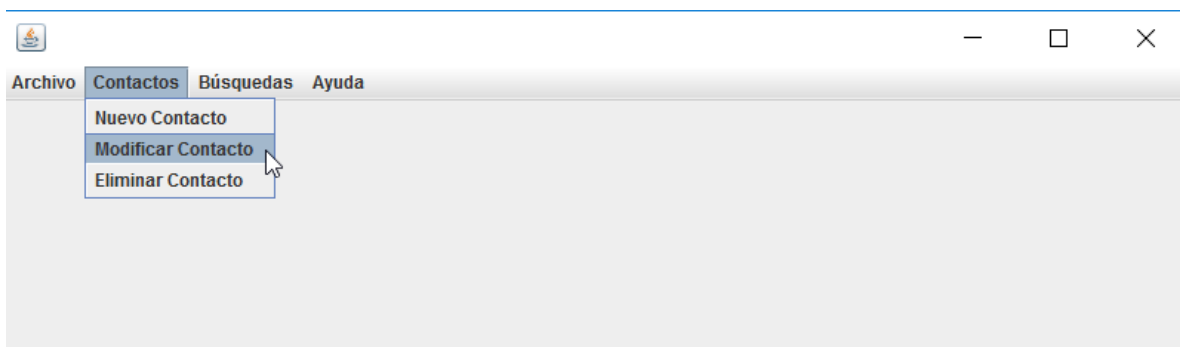 Archivo Contactos Búsquedas Ayuda
Nuevo Contacto
Modificar Contacto
Eliminar Contacto